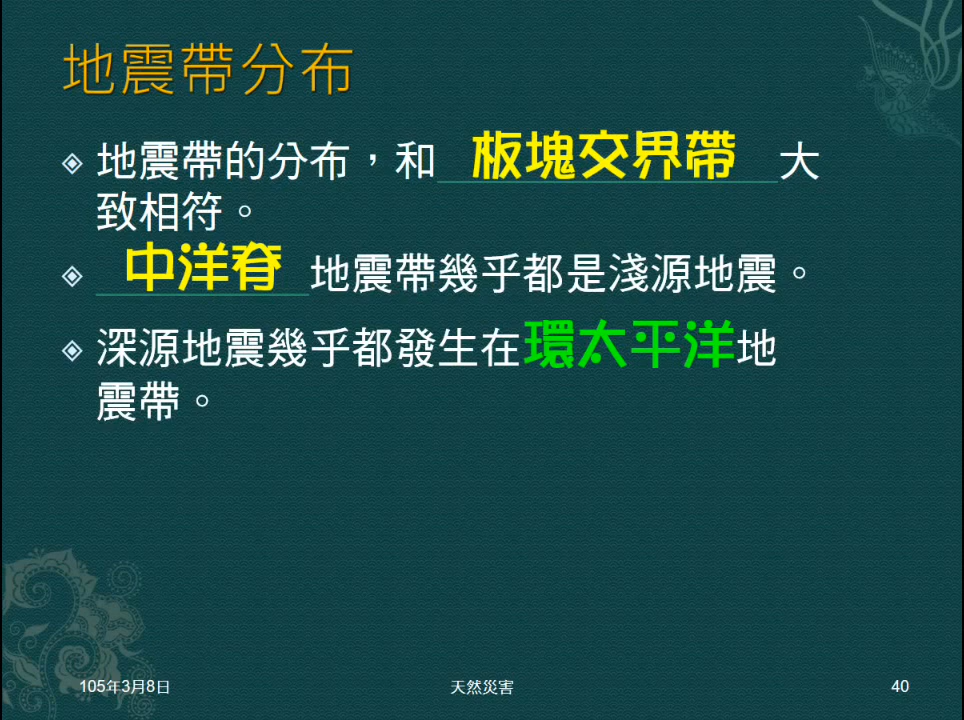 地震帶分布
地震帶的分布，和 板塊交界帶 大
致相符。
中洋脊 地震帶幾乎都是淺源地震。
深源地震幾乎都發生在環太平洋地
震帶。
105年3月8日
天然災害
40